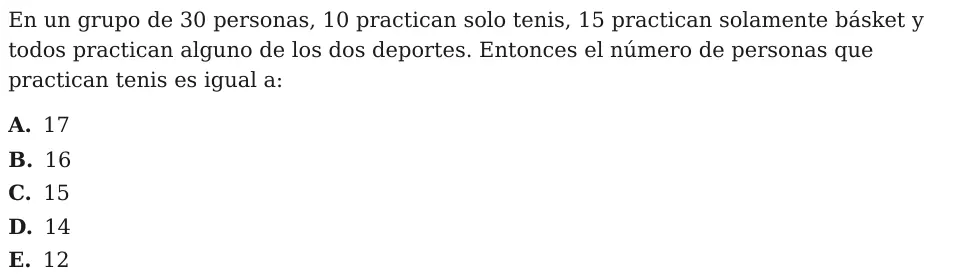 En un grupo de 30 personas, 10 practican solo tenis, 15 practican solamente básket y
todos practican alguno de los dos deportes. Entonces el número de personas que
practican tenis es igual a:
A. 17
B. 16
C. 15
D. 14
E. 12